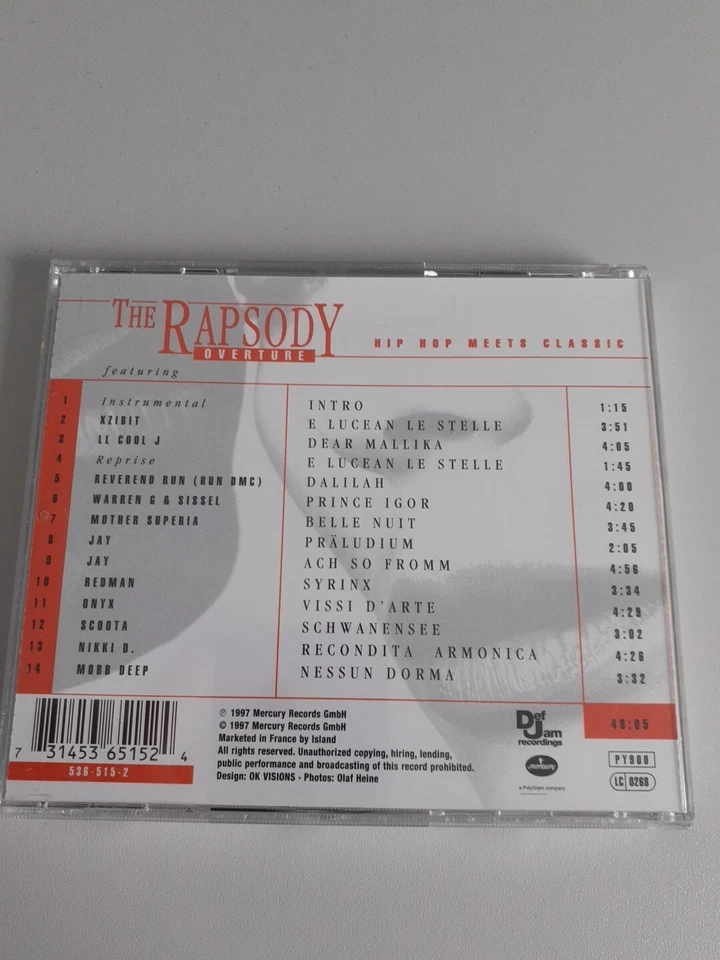 THE RAPSODY
OVERTURE
HIP HOP MEETS CLASSIC
featuring
1 Instrumental INTRO 1:15
2 XZIBIT E LUCEAN LE STELLE 3:51
3 LL COOL J DEAR MALLIKA 4:05
4 Reprise E LUCEAN LE STELLE 1:45
5 REVEREND RUN (RUN DMC) DALILAH 4:00
6 WARREN G & SISSEL PRINCE IGOR 4:20
7 MOTHER SUPERIA BELLE NUIT 3:45
8 JAY PRÄLUDIUM 2:05
9 JAY ACH SO FROMM 4:56
10 REDMAN SYRINX 3:34
11 ONYX VISSI D'ARTE 4:29
12 SCOOTA SCHWANENSEE 3:02
13 NIKKI D. RECONDITA ARMONICA 4:26
14 MOBB DEEP NESSUN DORMA 3:32
48:05
7 31453 65152 4
536-515-2
℗ 1997 Mercury Records GmbH
© 1997 Mercury Records GmbH
Marketed in France by Island
All rights reserved. Unauthorized copying, hiring, lending,
public performance and broadcasting of this record prohibited.
Design: OK VISIONS · Photos: Olaf Heine
Def
Jam
recordings
mercury
a PolyGram company
PY900
LC 0268